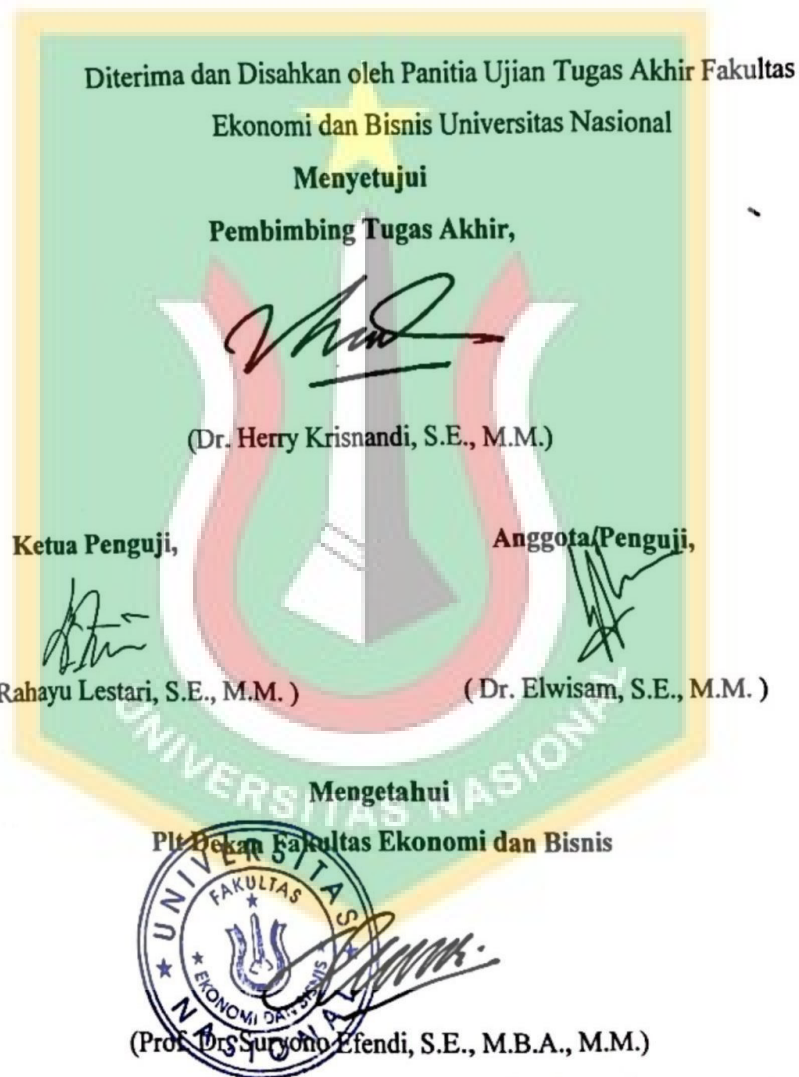 Diterima dan Disahkan oleh Panitia Ujian Tugas Akhir Fakultas
Ekonomi dan Bisnis Universitas Nasional
Menyetujui
Pembimbing Tugas Akhir,
(Dr. Herry Krisnandi, S.E., M.M.)
Ketua Penguji,
Anggota Penguji,
Rahayu Lestari, S.E., M.M. )
( Dr. Elwisam, S.E., M.M. )
UNIVERSITAS NASIONAL
Mengetahui
Plt Dekan Fakultas Ekonomi dan Bisnis
UNIVERSITAS NASIONAL
FAKULTAS EKONOMI DAN BISNIS
(Prof. Dr. Suryono Efendi, S.E., M.B.A., M.M.)